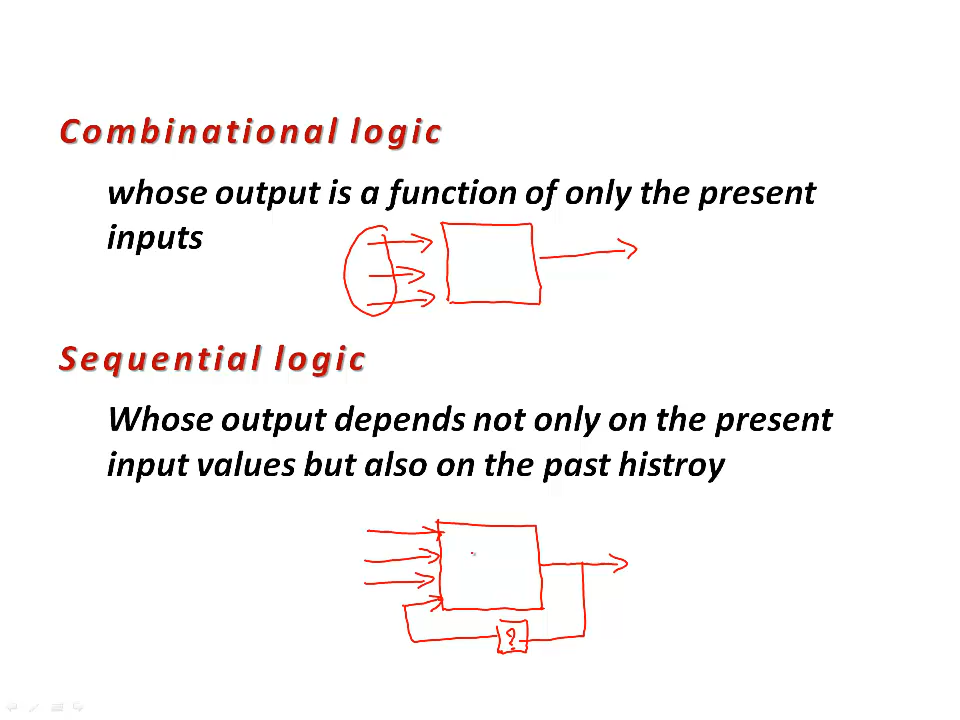 Combinational logic
whose output is a function of only the present
inputs
Sequential logic
Whose output depends not only on the present
input values but also on the past histroy
?